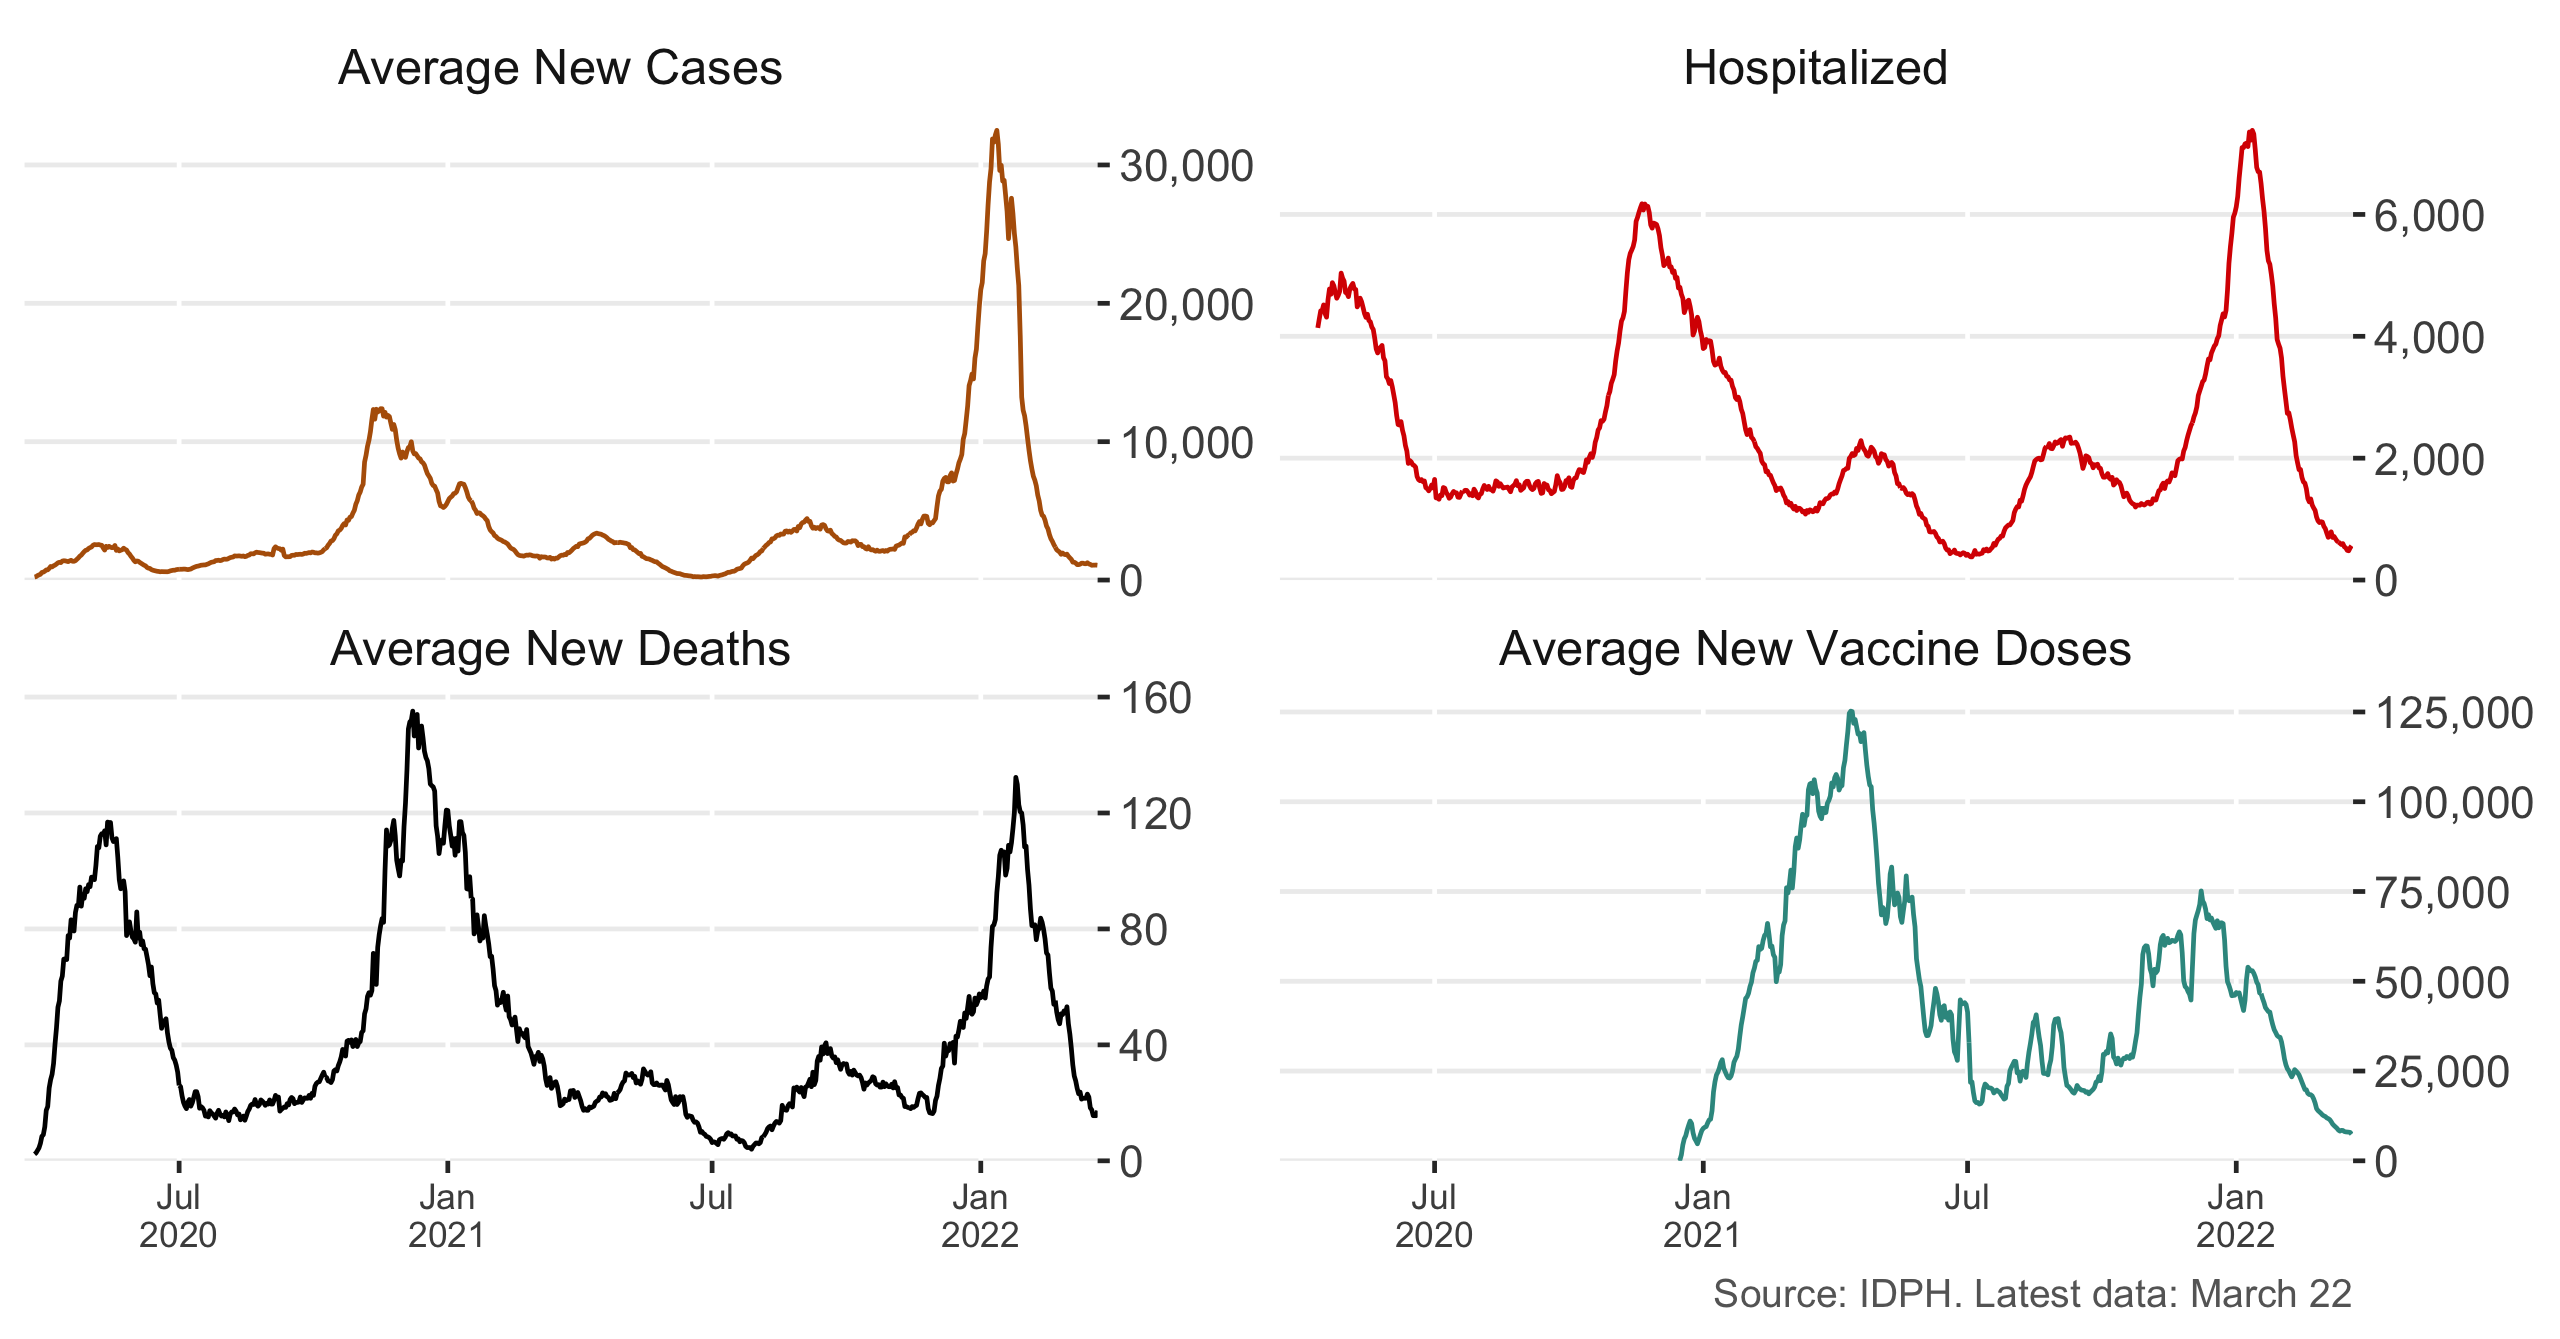 Average New Cases
30,000
20,000
10,000
0
Hospitalized
6,000
4,000
2,000
0
Average New Deaths
160
120
80
40
0
Jul
2020
Jan
2021
Jul
Jan
2022
Average New Vaccine Doses
125,000
100,000
75,000
50,000
25,000
0
Jul
2020
Jan
2021
Jul
Jan
2022
Source: IDPH. Latest data: March 22